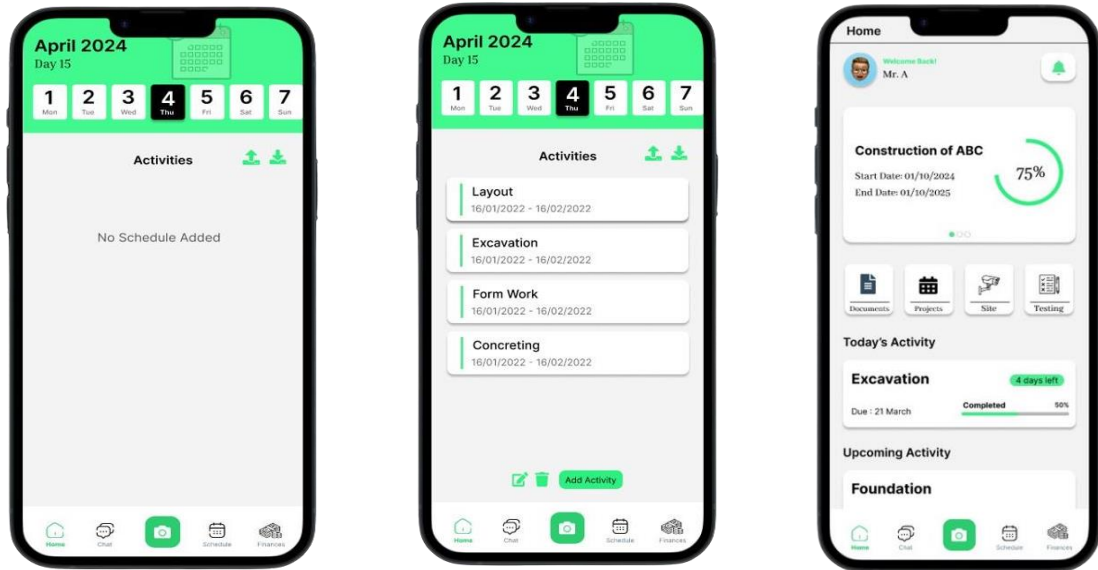 April 2024
Day 15
1 2 3 4 5 6 7
Mon Tue Wed Thu Fri Sat Sun
Activities
No Schedule Added
Home Chat Schedule Finances
April 2024
Day 15
1 2 3 4 5 6 7
Mon Tue Wed Thu Fri Sat Sun
Activities
Layout
16/01/2022 - 16/02/2022
Excavation
16/01/2022 - 16/02/2022
Form Work
16/01/2022 - 16/02/2022
Concreting
16/01/2022 - 16/02/2022
Add Activity
Home Chat Schedule Finances
Home
Welcome Back!
Mr. A
Construction of ABC
Start Date: 01/10/2024
End Date: 01/10/2025
75%
Documents Projects Site Testing
Today's Activity
Excavation
4 days left
Due : 21 March
Completed 50%
Upcoming Activity
Foundation
Home Chat Schedule Finances